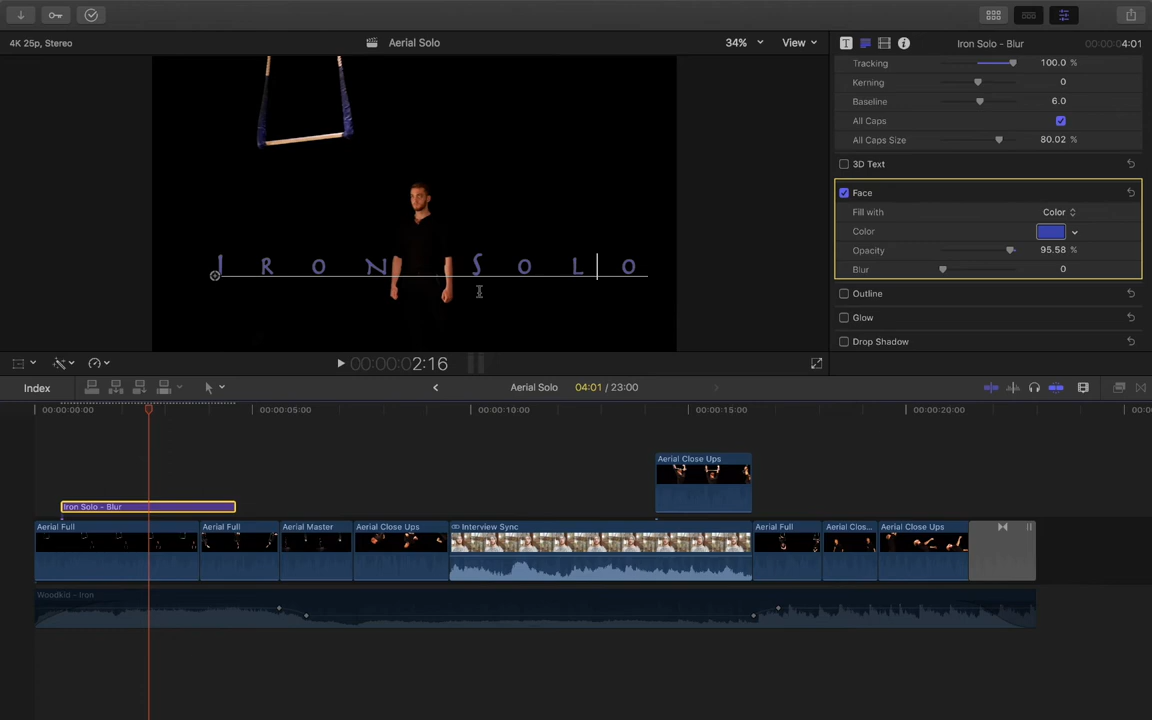 4K 25p, Stereo
Aerial Solo
34%
View
Iron Solo - Blur
00:00:04:01
Tracking
100.0 %
Kerning
0
Baseline
6.0
All Caps
All Caps Size
80.02 %
3D Text
Face
Fill with
Color
Color
Opacity
95.58 %
Blur
0
Outline
Glow
Drop Shadow
IRON SOLO
00:00:02:16
Index
Aerial Solo
04:01 / 23:00
00:00:00:00
00:00:05:00
00:00:10:00
00:00:15:00
00:00:20:00
00:0
Aerial Close Ups
Iron Solo - Blur
Aerial Full
Aerial Full
Aerial Master
Aerial Close Ups
Interview Sync
Aerial Full
Aerial Clos...
Aerial Close Ups
Woodkid - Iron